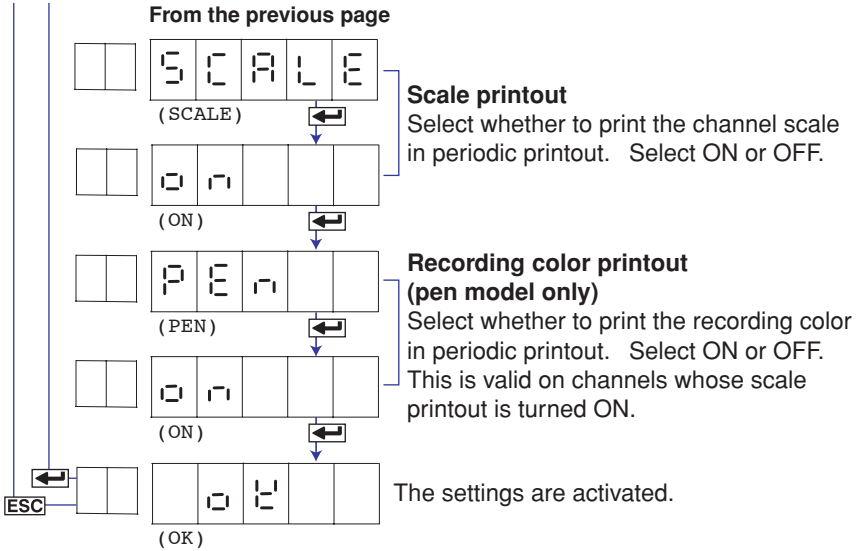 From the previous page
SCALE
(SCALE)
Scale printout
Select whether to print the channel scale
in periodic printout. Select ON or OFF.
on
(ON)
PEn
(PEN)
Recording color printout
(pen model only)
Select whether to print the recording color
in periodic printout. Select ON or OFF.
This is valid on channels whose scale
printout is turned ON.
on
(ON)
oK
(OK)
The settings are activated.
ESC